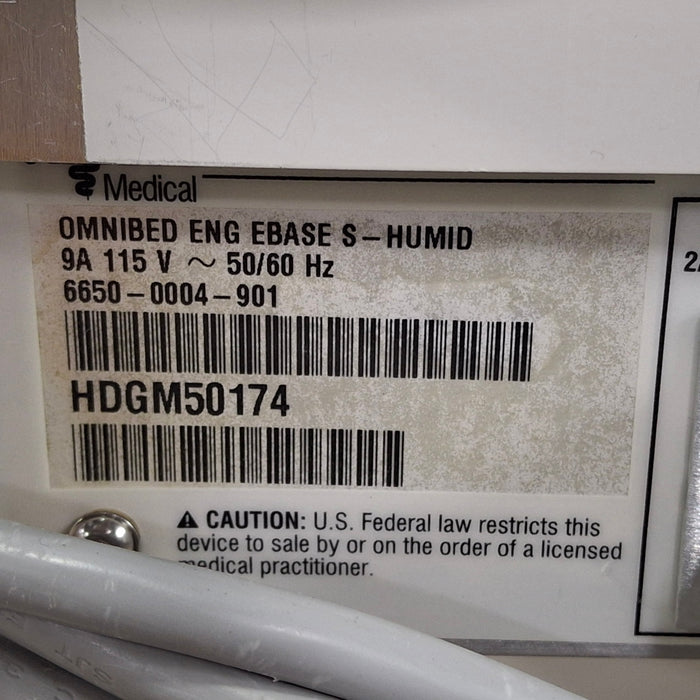 Medical
OMNIBED ENG EBASE S-HUMID
9A 115 V ~ 50/60 Hz
6650-0004-901
HDGM50174
⚠ CAUTION: U.S. Federal law restricts this
device to sale by or on the order of a licensed
medical practitioner.